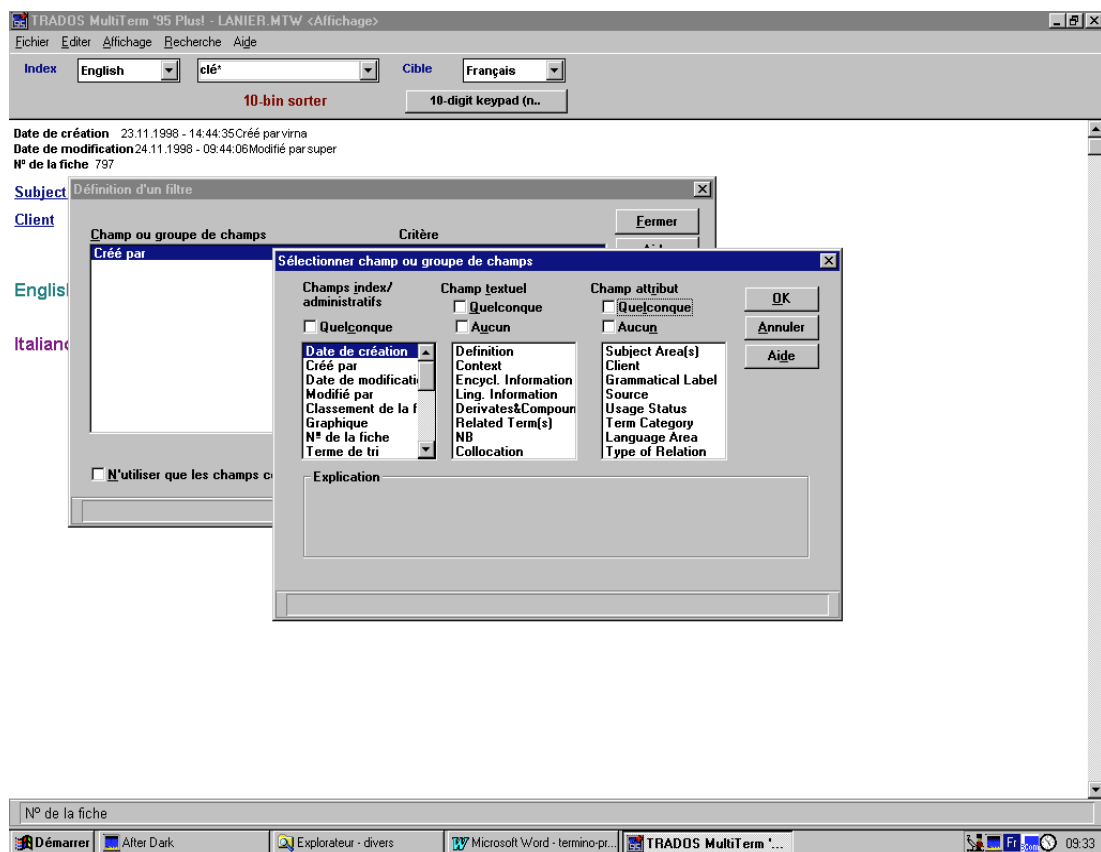 TRADOS MultiTerm '95 Plus! - LANIER.MTW <Affichage>
Fichier Editer Affichage Recherche Aide
Index English clé* Cible Français
10-bin sorter 10-digit keypad (n..
Date de création 23.11.1998 - 14:44:35Créé par virna
Date de modification 24.11.1998 - 09:44:06Modifié par super
Nº de la fiche 797
Subject
Client
English
Italiano
Définition d'un filtre
Fermer
Champ ou groupe de champs Critère
Créé par
N'utiliser que les champs co
Sélectionner champ ou groupe de champs
Champs index/ administratifs
Quelconque
Date de création
Créé par
Date de modificati
Modifié par
Classement de la f
Graphique
Nº de la fiche
Terme de tri
Champ textuel
Quelconque
Aucun
Definition
Context
Encycl. Information
Ling. Information
Derivates&Compoun
Related Term(s)
NB
Collocation
Champ attribut
Quelconque
Aucun
Subject Area(s)
Client
Grammatical Label
Source
Usage Status
Term Category
Language Area
Type of Relation
OK
Annuler
Aide
Explication
Nº de la fiche
Démarrer After Dark Explorateur - divers Microsoft Word - termino-pr... TRADOS MultiTerm '... Fr 09:33